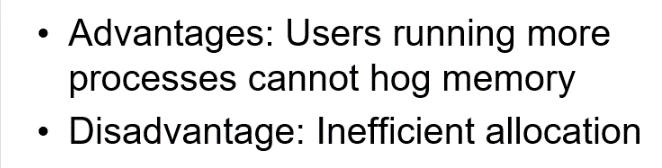 • Advantages: Users running more
processes cannot hog memory
• Disadvantage: Inefficient allocation